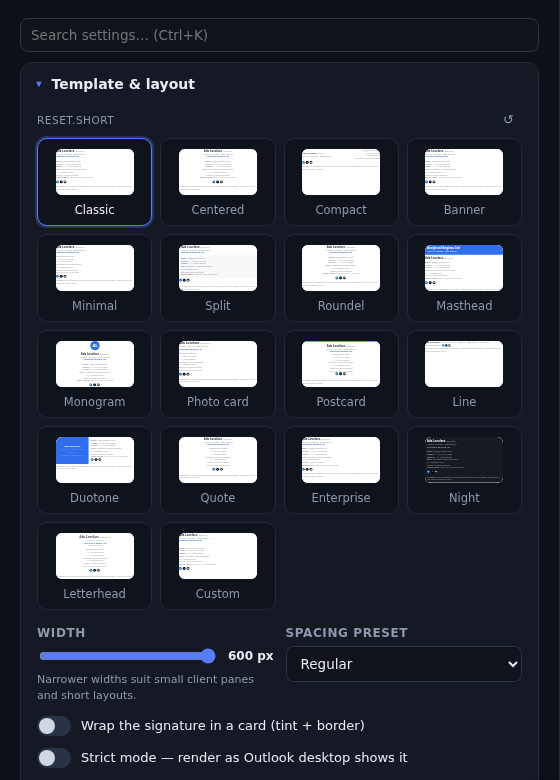 Search settings... (Ctrl+K)
Template & layout
RESET.SHORT
Classic
Centered
Compact
Banner
Minimal
Split
Roundel
Masthead
Monogram
Photo card
Postcard
Line
Duotone
Quote
Enterprise
Night
Letterhead
Custom
WIDTH
600 px
Narrower widths suit small client panes
and short layouts.
SPACING PRESET
Regular
Wrap the signature in a card (tint + border)
Strict mode — render as Outlook desktop shows it